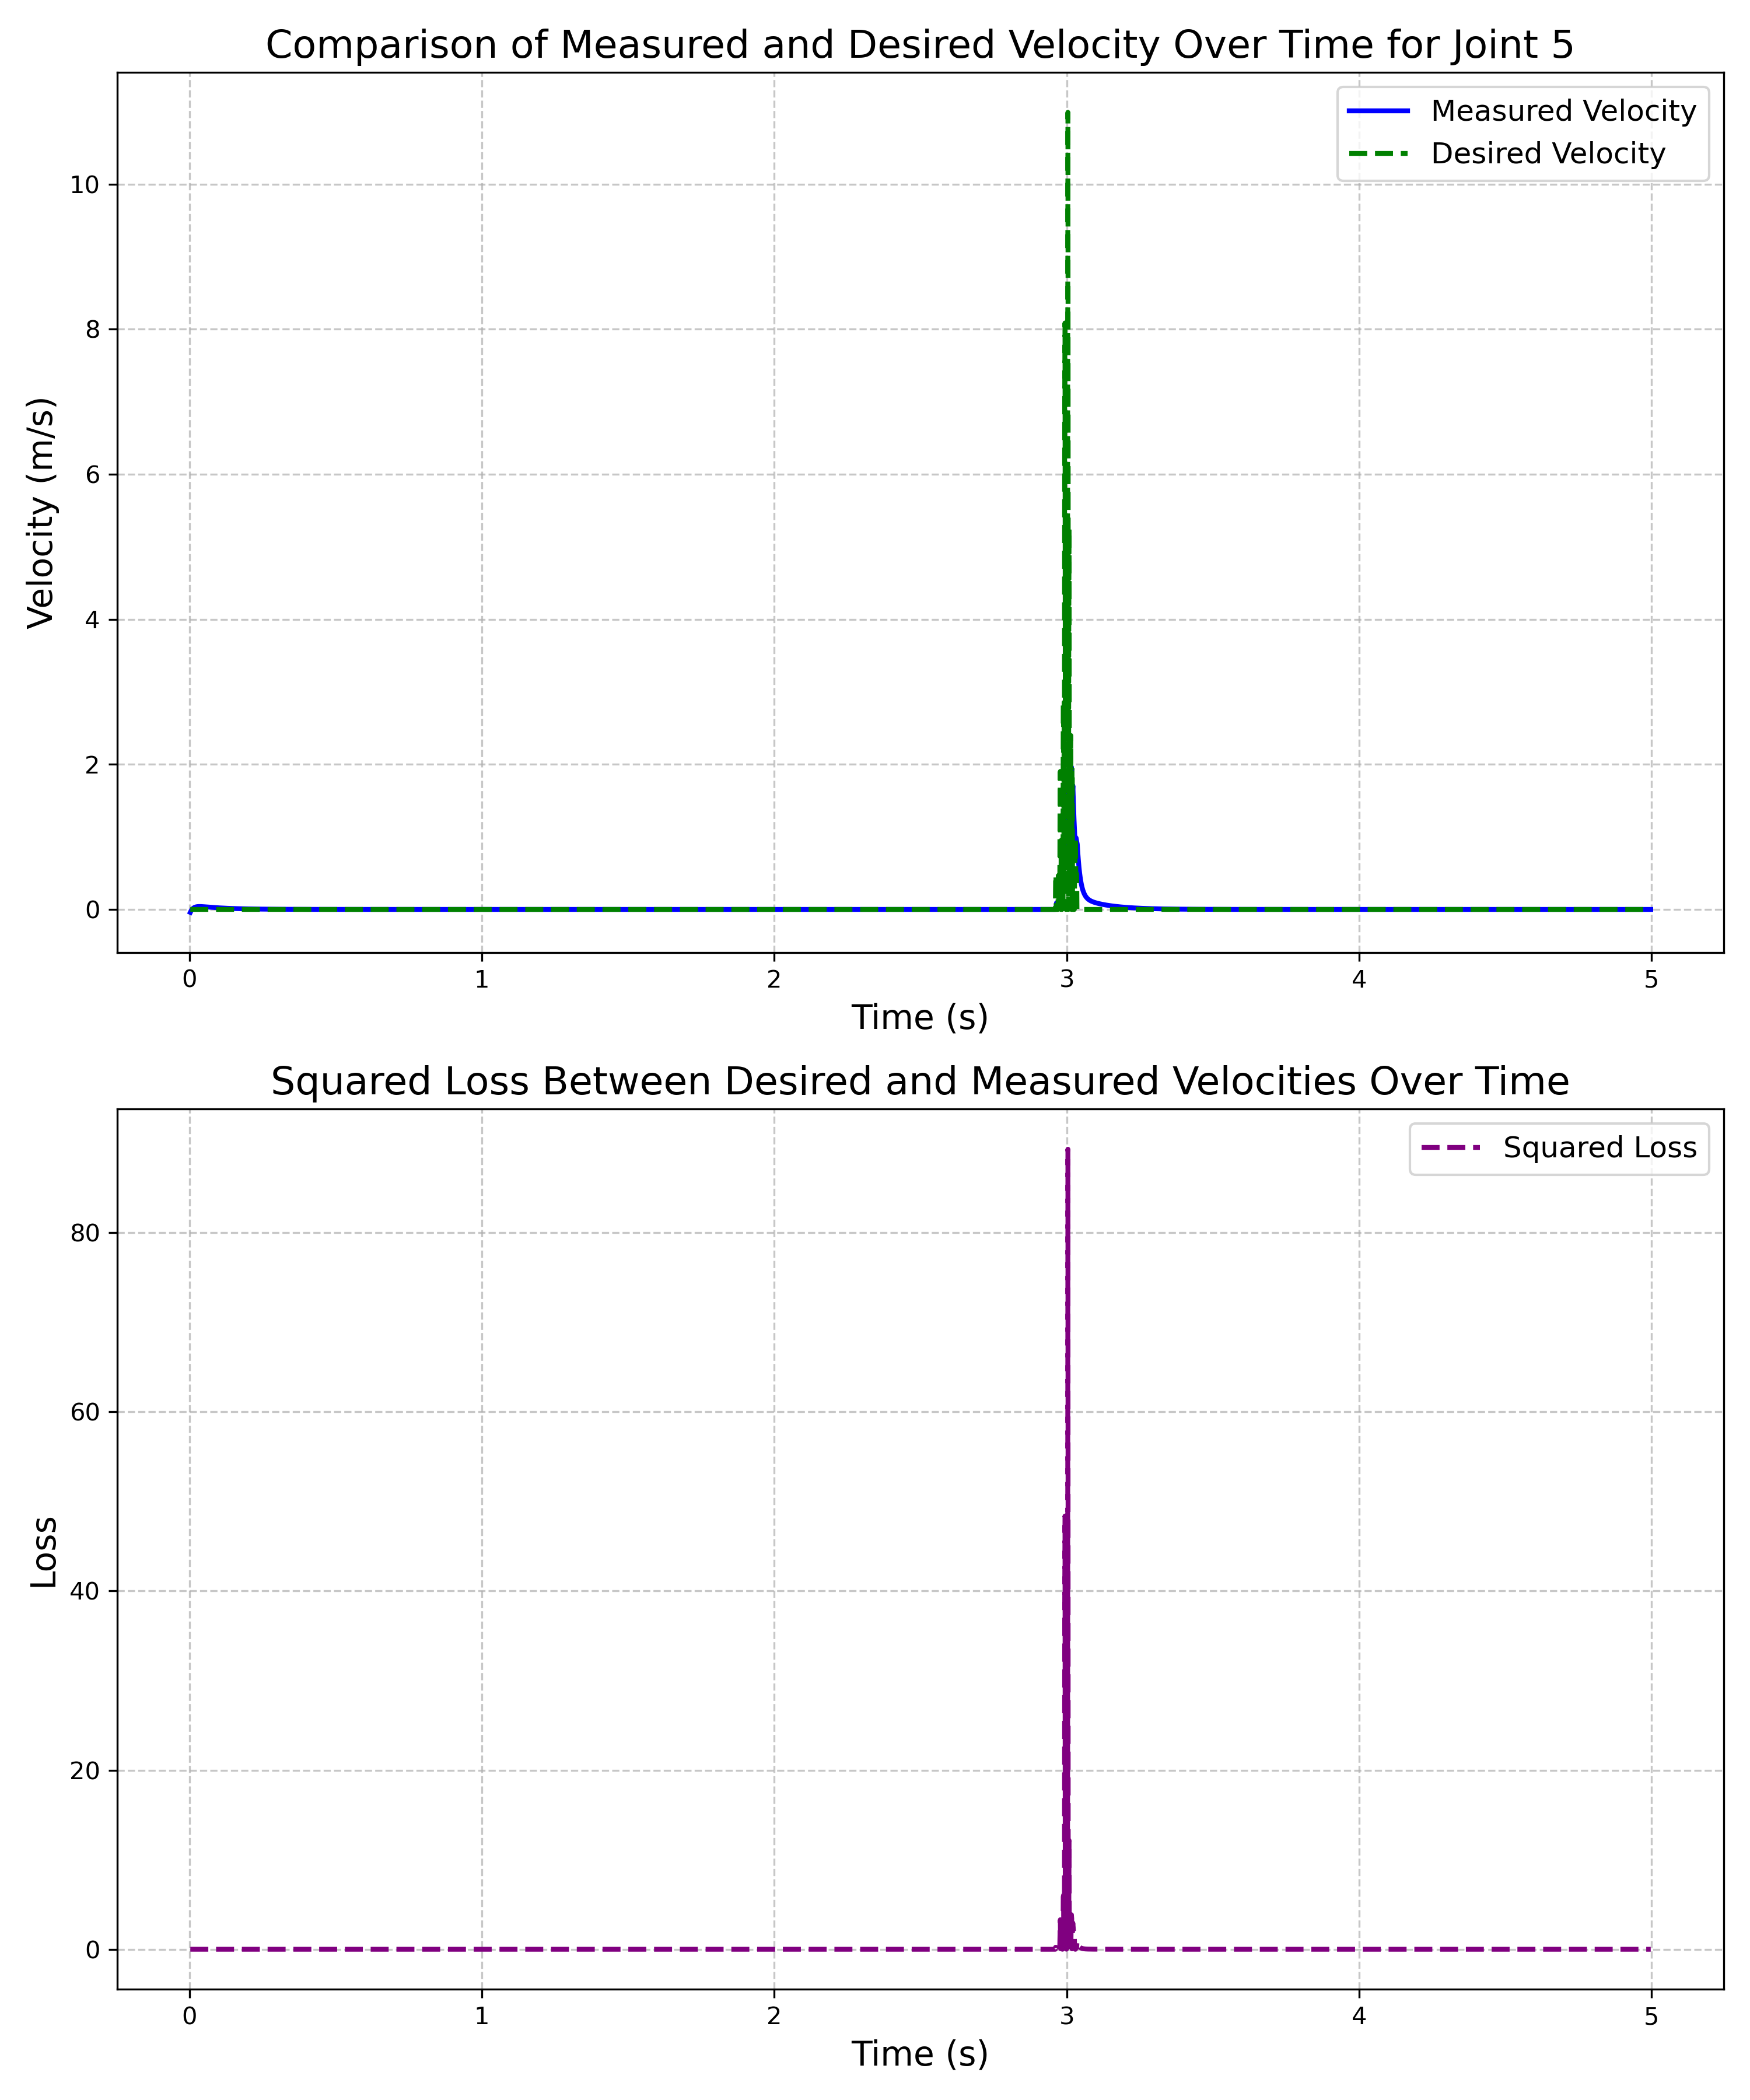 Comparison of Measured and Desired Velocity Over Time for Joint 5
Measured Velocity
Desired Velocity
Velocity (m/s)
10
8
6
4
2
0
0 1 2 3 4 5
Time (s)
Squared Loss Between Desired and Measured Velocities Over Time
Squared Loss
Loss
80
60
40
20
0
0 1 2 3 4 5
Time (s)